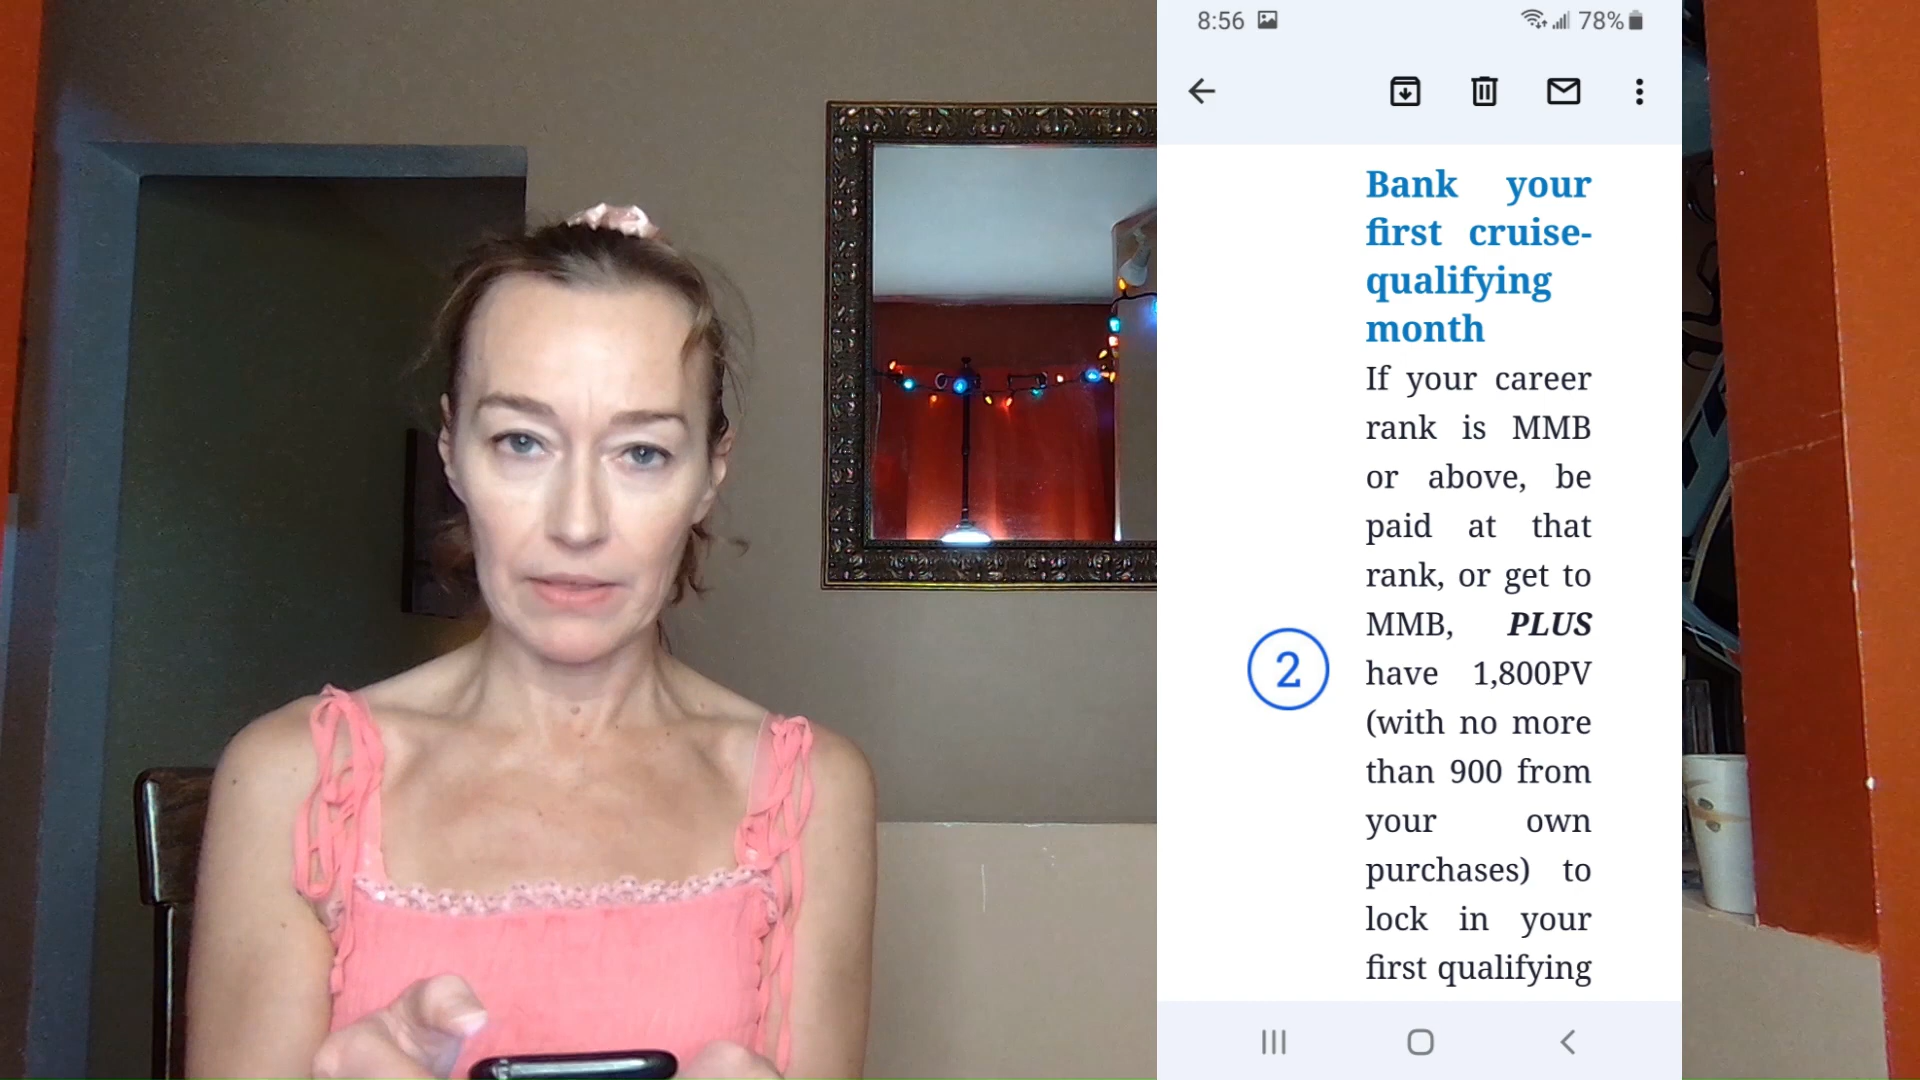 8:56
78%
Bank your
first cruise-
qualifying
month
If your career
rank is MMB
or above, be
paid at that
rank, or get to
MMB, PLUS
have 1,800PV
2
(with no more
than 900 from
your own
purchases) to
lock in your
first qualifying